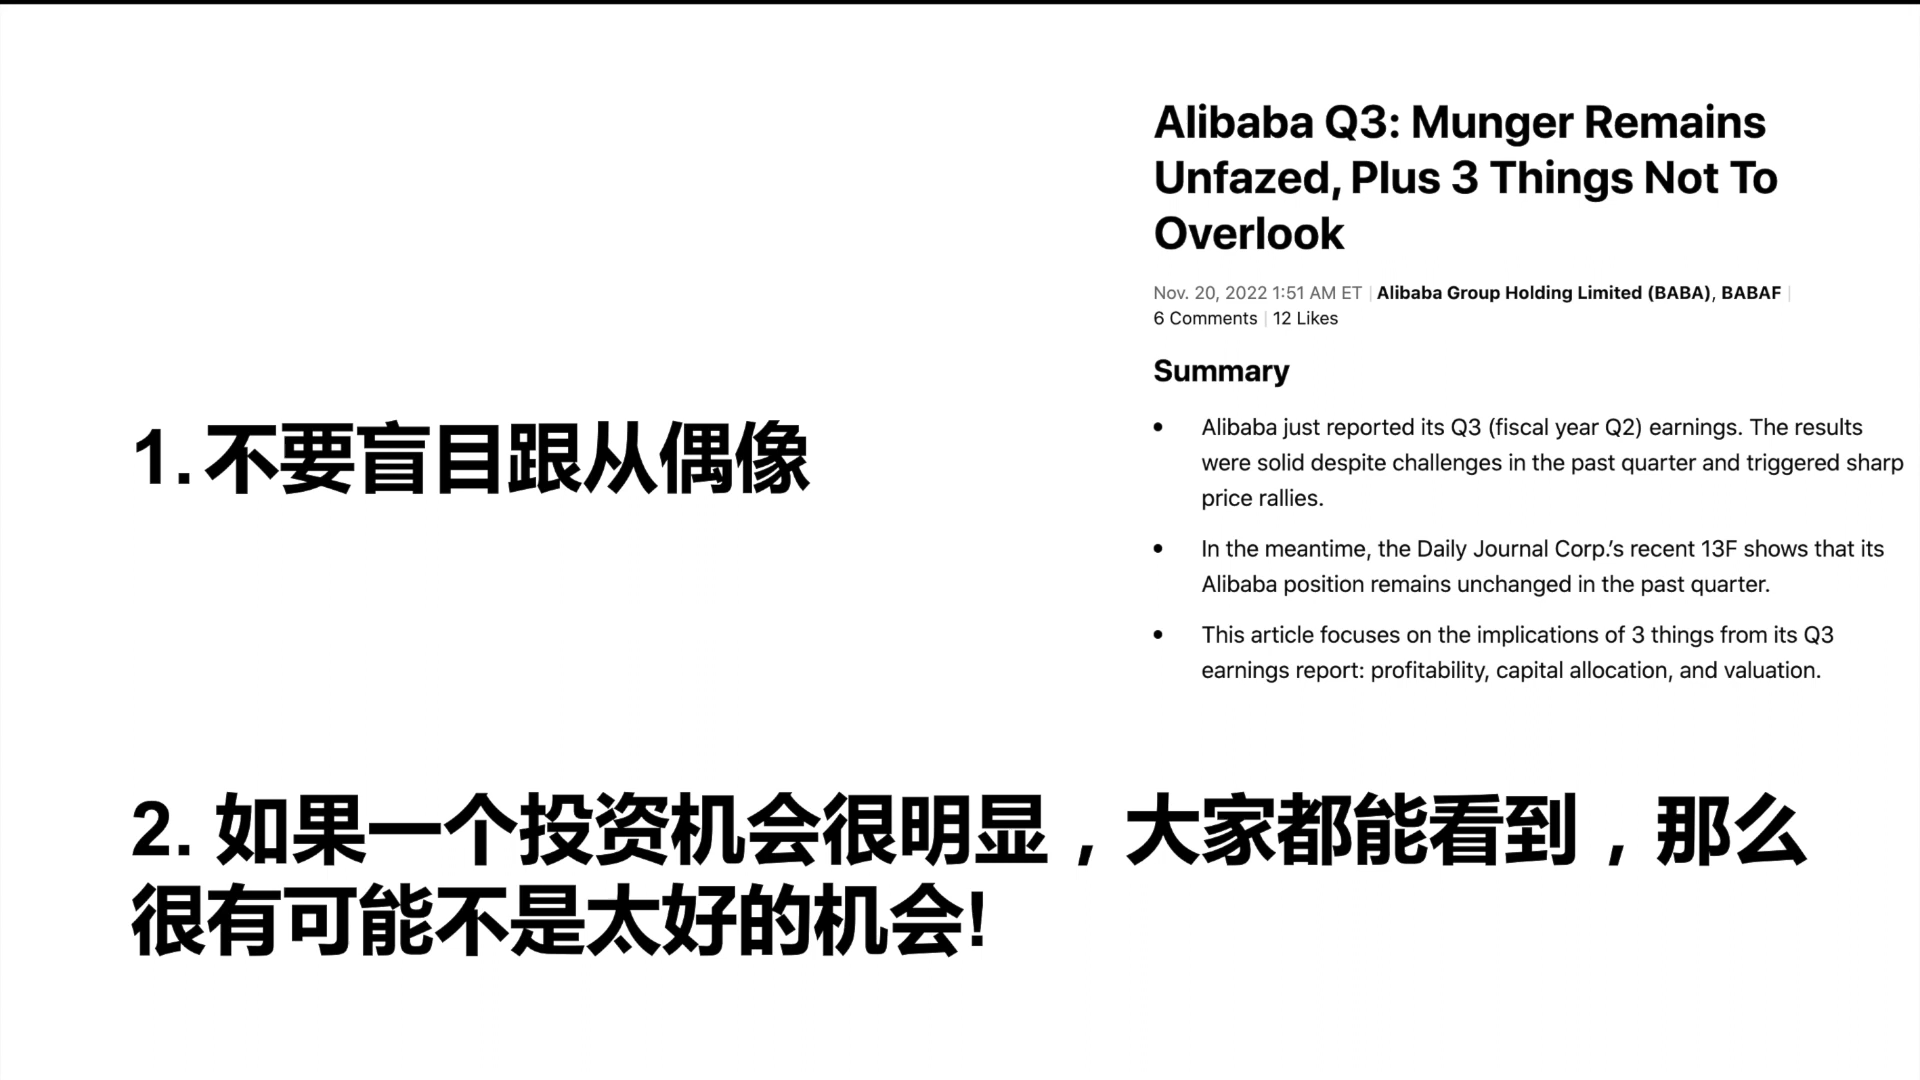 Alibaba Q3: Munger Remains
Unfazed, Plus 3 Things Not To
Overlook
Nov. 20, 2022 1:51 AM ET | Alibaba Group Holding Limited (BABA), BABAF |
6 Comments | 12 Likes
Summary
• Alibaba just reported its Q3 (fiscal year Q2) earnings. The results
were solid despite challenges in the past quarter and triggered sharp
price rallies.
• In the meantime, the Daily Journal Corp.’s recent 13F shows that its
Alibaba position remains unchanged in the past quarter.
• This article focuses on the implications of 3 things from its Q3
earnings report: profitability, capital allocation, and valuation.
1. 不要盲目跟从偶像
2. 如果一个投资机会很明显，大家都能看到，那么
很有可能不是太好的机会!